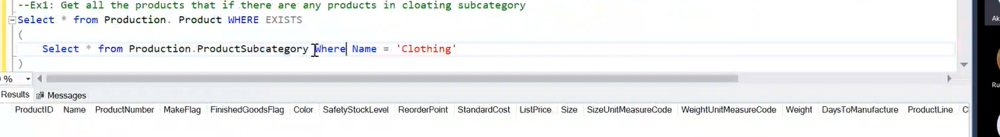 --Ex1: Get all the products that if there are any products in cloating subcategory
Select * from Production. Product WHERE EXISTS
(
Select * from Production.ProductSubcategory Where Name = 'Clothing'
)
%
Results Messages
ProductID Name ProductNumber MakeFlag FinishedGoodsFlag Color SafetyStockLevel ReorderPoint StandardCost ListPrice Size SizeUnitMeasureCode WeightUnitMeasureCode Weight DaysToManufacture ProductLine C
Ak
Ru